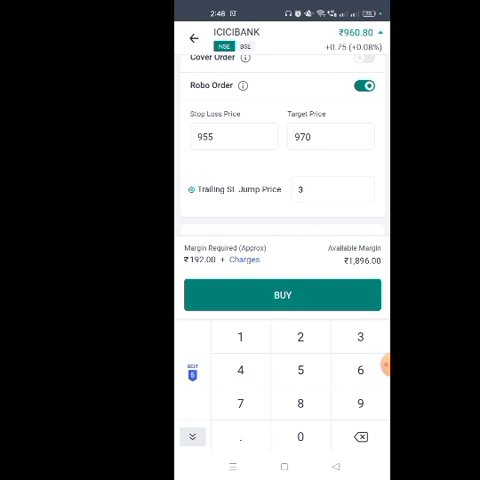 2:48
ICICIBANK
₹960.80
NSE BSE
+0.75 (+0.08%)
Cover Order
Robo Order
Stop Loss Price Target Price
955 970
Trailing SL Jump Price 3
Margin Required (Approx) Available Margin
₹192.00 + Charges ₹1,896.00
BUY
1 2 3
4 5 6
7 8 9
. 0